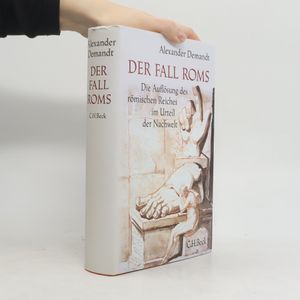 Alexander Demandt
DER
FALL
ROMS
C.H.Beck
Alexander Demandt
DER FALL ROMS
Die Auflösung des
römischen Reiches
im Urteil
der Nachwelt
C.H.Beck